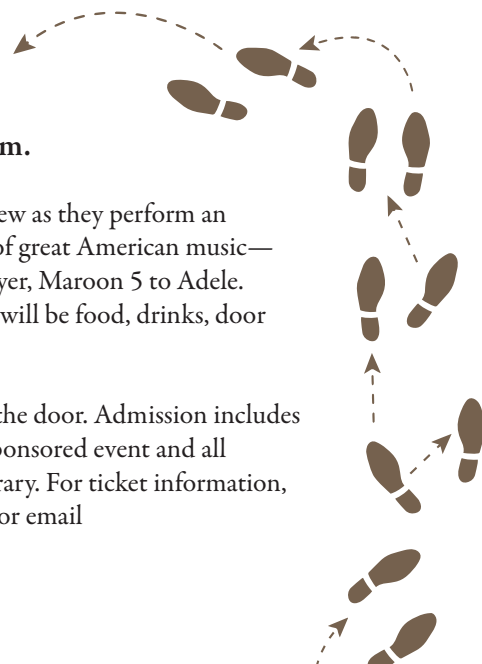 m.
ew as they perform an
of great American music—
yer, Maroon 5 to Adele.
will be food, drinks, door
the door. Admission includes
ponsored event and all
rary. For ticket information,
or email